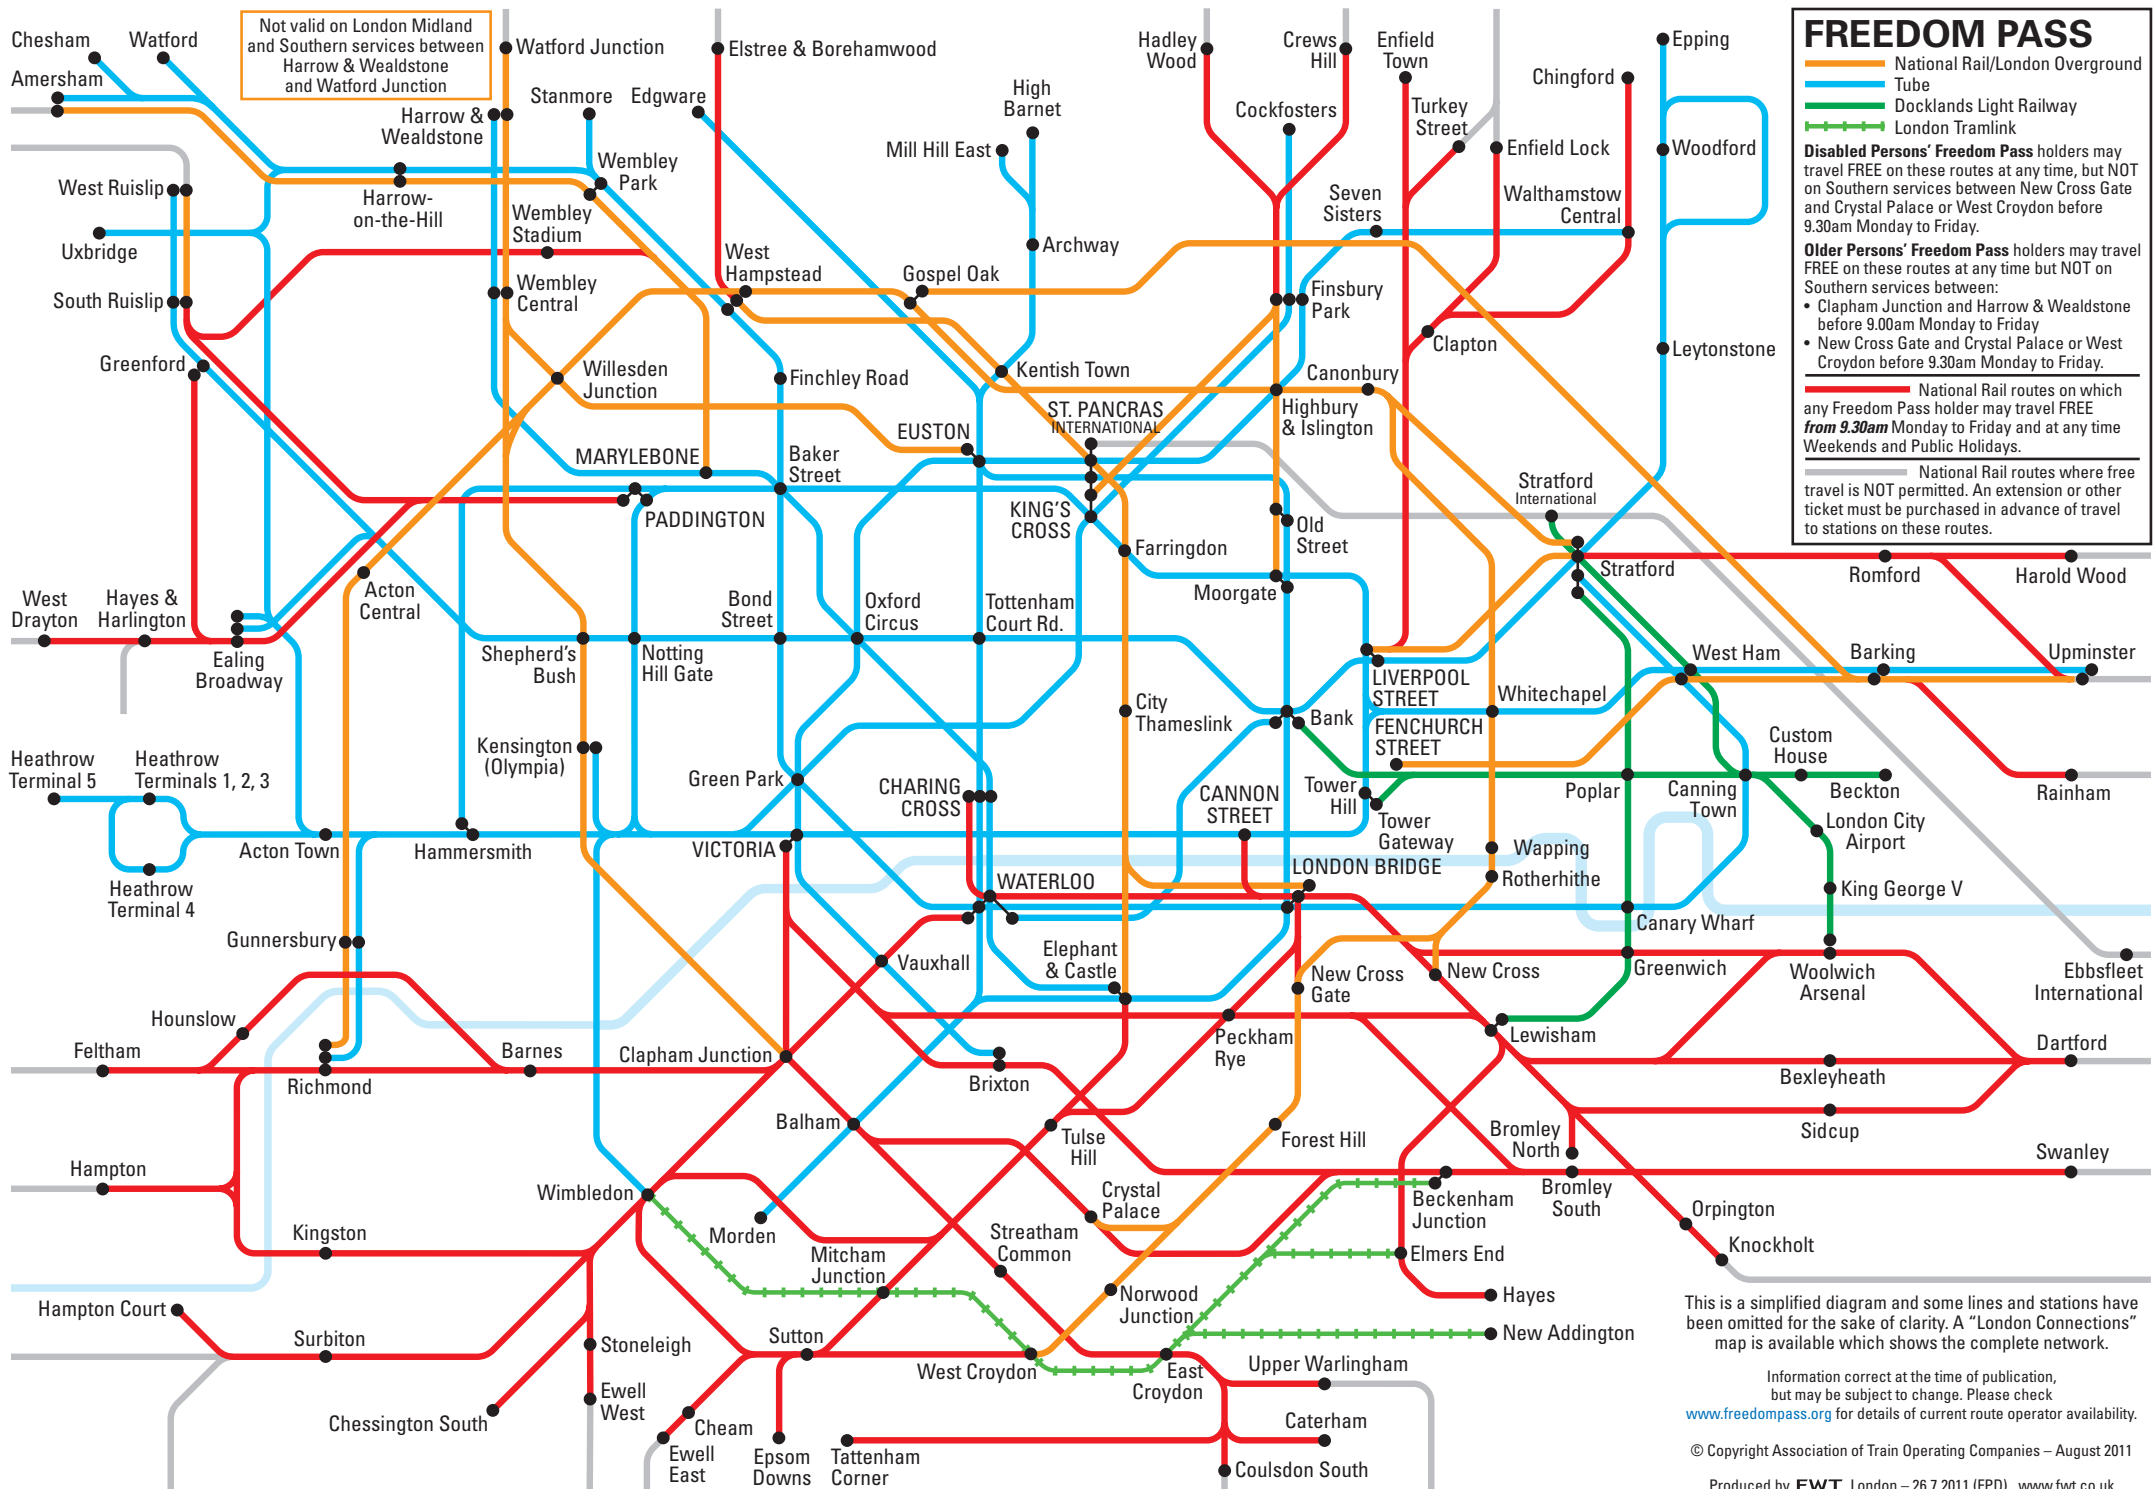 Chesham
Watford
Amersham
Not valid on London Midland
and Southern services between
Harrow & Wealdstone
and Watford Junction
Watford Junction
Elstree & Borehamwood
Hadley
Wood
Crews
Hill
Enfield
Town
Epping
Chingford
Stanmore
Edgware
High
Barnet
Cockfosters
Turkey
Street
Harrow &
Wealdstone
Mill Hill East
Enfield Lock
Woodford
Wembley
Park
West Ruislip
Harrow-
on-the-Hill
Seven
Sisters
Walthamstow
Central
Wembley
Stadium
Uxbridge
Archway
West
Hampstead
Gospel Oak
South Ruislip
Wembley
Central
Finsbury
Park
Clapton
Leytonstone
Greenford
Willesden
Junction
Finchley Road
Kentish Town
Canonbury
Highbury
& Islington
ST. PANCRAS
INTERNATIONAL
EUSTON
MARYLEBONE
Baker
Street
Stratford
International
PADDINGTON
KING'S
CROSS
Old
Street
Farringdon
Stratford
Romford
Harold Wood
Acton
Central
Moorgate
West
Drayton
Hayes &
Harlington
Bond
Street
Oxford
Circus
Tottenham
Court Rd.
Ealing
Broadway
Shepherd's
Bush
Notting
Hill Gate
West Ham
Barking
Upminster
LIVERPOOL
STREET
Whitechapel
City
Thameslink
Bank
FENCHURCH
STREET
Custom
House
Heathrow
Terminal 5
Heathrow
Terminals 1, 2, 3
Kensington
(Olympia)
Green Park
CHARING
CROSS
CANNON
STREET
Tower
Hill
Poplar
Canning
Town
Beckton
Rainham
Tower
Gateway
London City
Airport
Acton Town
Hammersmith
VICTORIA
Wapping
LONDON BRIDGE
Rotherhithe
Heathrow
Terminal 4
WATERLOO
King George V
Canary Wharf
Gunnersbury
Vauxhall
Elephant
& Castle
New Cross
Gate
New Cross
Greenwich
Woolwich
Arsenal
Ebbsfleet
International
Hounslow
Peckham
Rye
Lewisham
Feltham
Richmond
Barnes
Clapham Junction
Brixton
Bexleyheath
Dartford
Balham
Tulse
Hill
Forest Hill
Bromley
North
Sidcup
Hampton
Wimbledon
Swanley
Morden
Crystal
Palace
Beckenham
Junction
Bromley
South
Orpington
Kingston
Mitcham
Junction
Streatham
Common
Elmers End
Knockholt
Hampton Court
Norwood
Junction
Hayes
Surbiton
Stoneleigh
Sutton
New Addington
West Croydon
East
Croydon
Upper Warlingham
Chessington South
Ewell
West
Cheam
Ewell
East
Epsom
Downs
Tattenham
Corner
Caterham
Coulsdon South
FREEDOM PASS
National Rail/London Overground
Tube
Docklands Light Railway
London Tramlink
Disabled Persons' Freedom Pass holders may
travel FREE on these routes at any time, but NOT
on Southern services between New Cross Gate
and Crystal Palace or West Croydon before
9.30am Monday to Friday.
Older Persons' Freedom Pass holders may travel
FREE on these routes at any time but NOT on
Southern services between:
• Clapham Junction and Harrow & Wealdstone
before 9.00am Monday to Friday
• New Cross Gate and Crystal Palace or West
Croydon before 9.30am Monday to Friday.
National Rail routes on which
any Freedom Pass holder may travel FREE
from 9.30am Monday to Friday and at any time
Weekends and Public Holidays.
National Rail routes where free
travel is NOT permitted. An extension or other
ticket must be purchased in advance of travel
to stations on these routes.
This is a simplified diagram and some lines and stations have
been omitted for the sake of clarity. A “London Connections”
map is available which shows the complete network.
Information correct at the time of publication,
but may be subject to change. Please check
www.freedompass.org for details of current route operator availability.
© Copyright Association of Train Operating Companies – August 2011
Produced by FWT London – 26.7.2011 (FPD) www.fwt.co.uk